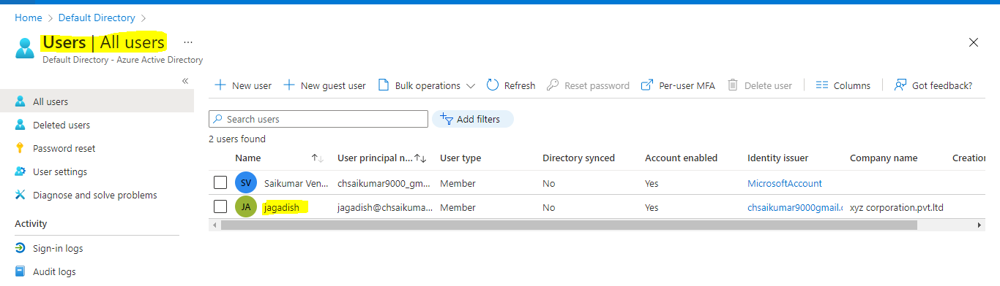 Home > Default Directory >
Users | All users ...
Default Directory - Azure Active Directory
«
All users
Deleted users
Password reset
User settings
Diagnose and solve problems
Activity
Sign-in logs
Audit logs
New user New guest user Bulk operations Refresh Reset password Per-user MFA Delete user Columns Got feedback?
Search users Add filters
2 users found
Name User principal n... User type Directory synced Account enabled Identity issuer Company name Creation
SV Saikumar Ven... chsaikumar9000_gm... Member No Yes MicrosoftAccount
JA jagadish jagadish@chsaikuma... Member No Yes chsaikumar9000gmail. xyz corporation.pvt.ltd